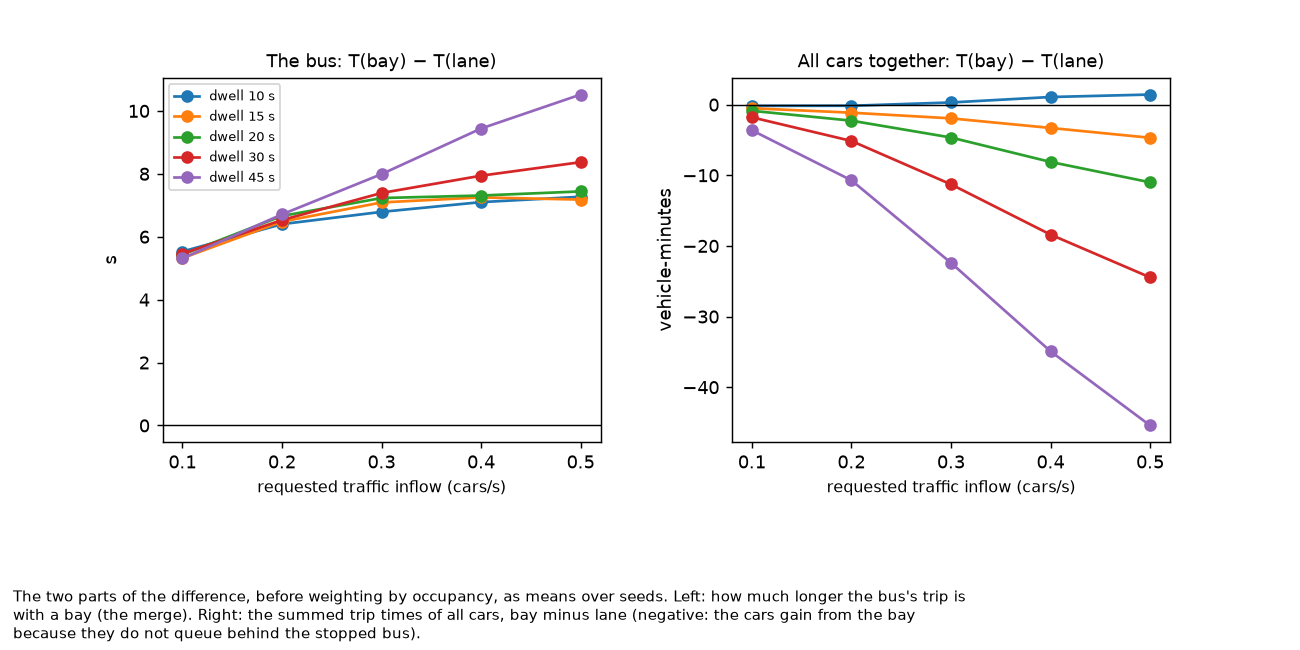 The bus: T(bay) − T(lane)
dwell 10 s
dwell 15 s
dwell 20 s
dwell 30 s
dwell 45 s
10
8
6
4
2
0
s
0.1 0.2 0.3 0.4 0.5
requested traffic inflow (cars/s)
All cars together: T(bay) − T(lane)
0
−10
−20
−30
−40
vehicle-minutes
0.1 0.2 0.3 0.4 0.5
requested traffic inflow (cars/s)
The two parts of the difference, before weighting by occupancy, as means over seeds. Left: how much longer the bus's trip is
with a bay (the merge). Right: the summed trip times of all cars, bay minus lane (negative: the cars gain from the bay
because they do not queue behind the stopped bus).